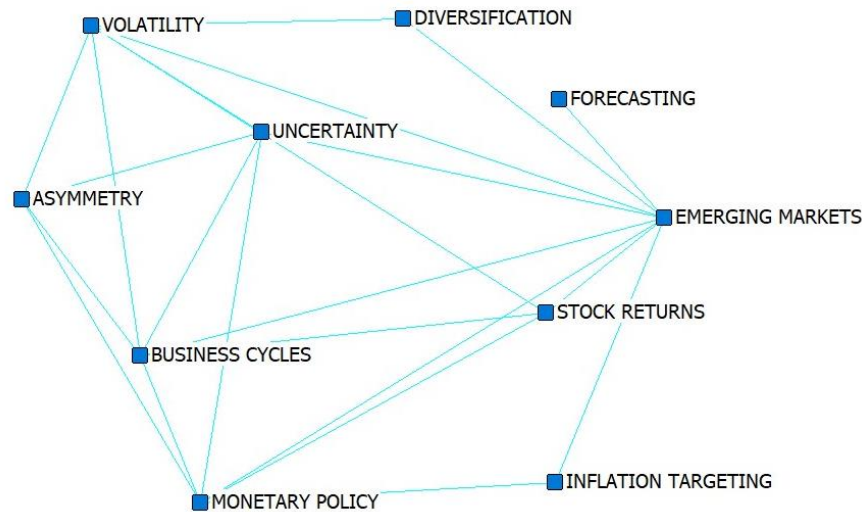 VOLATILITY
DIVERSIFICATION
FORECASTING
UNCERTAINTY
ASYMMETRY
EMERGING MARKETS
STOCK RETURNS
BUSINESS CYCLES
INFLATION TARGETING
MONETARY POLICY